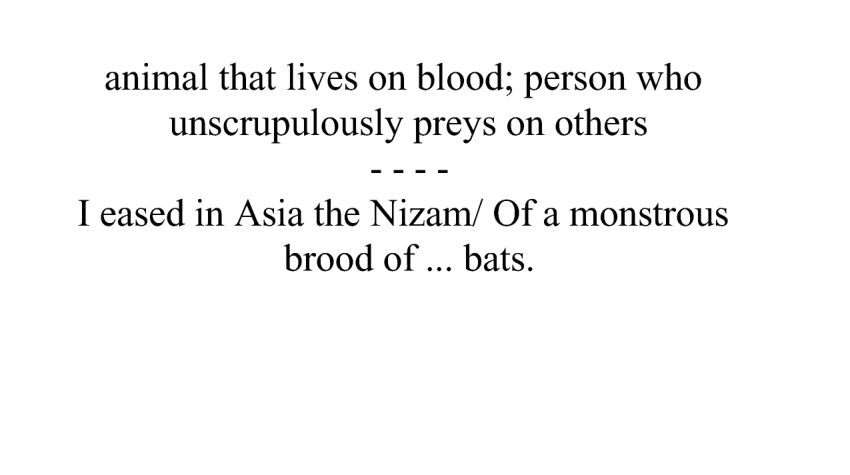 animal that lives on blood; person who
unscrupulously preys on others
- - - -
I eased in Asia the Nizam/ Of a monstrous
brood of ... bats.